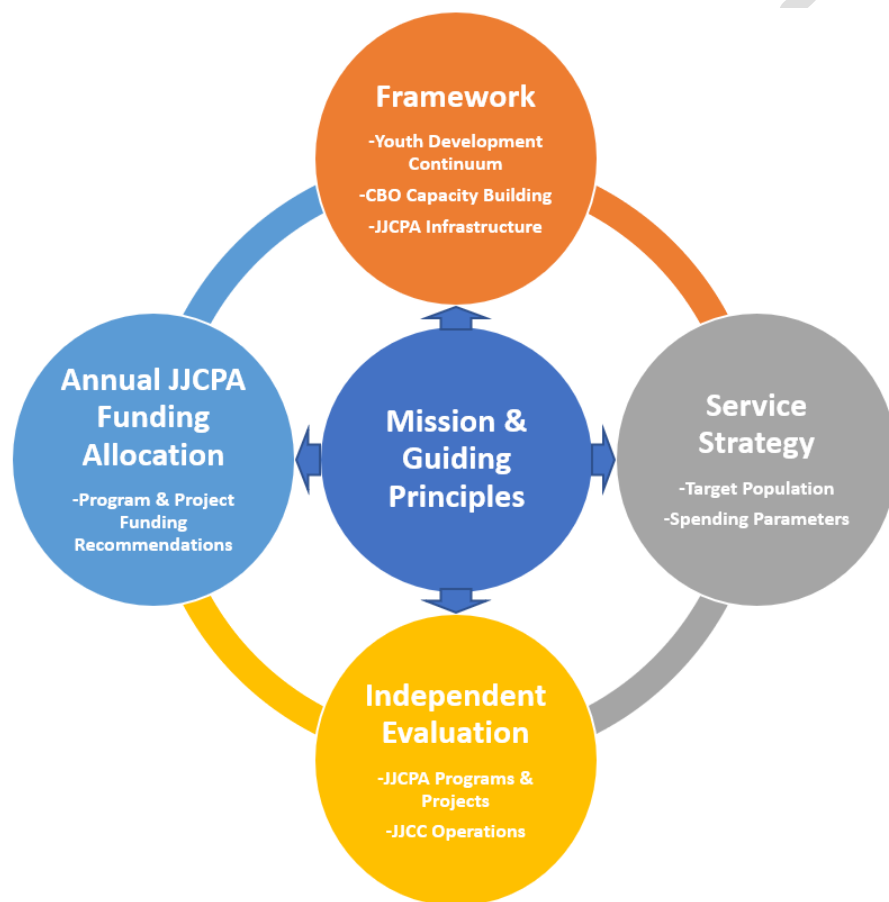 Framework
-Youth Development
Continuum
-CBO Capacity Building
-JJCPA Infrastructure
Annual JJCPA
Funding
Allocation
-Program & Project
Funding
Recommendations
Mission &
Guiding
Principles
Service
Strategy
-Target Population
-Spending Parameters
Independent
Evaluation
-JJCPA Programs &
Projects
-JJCC Operations